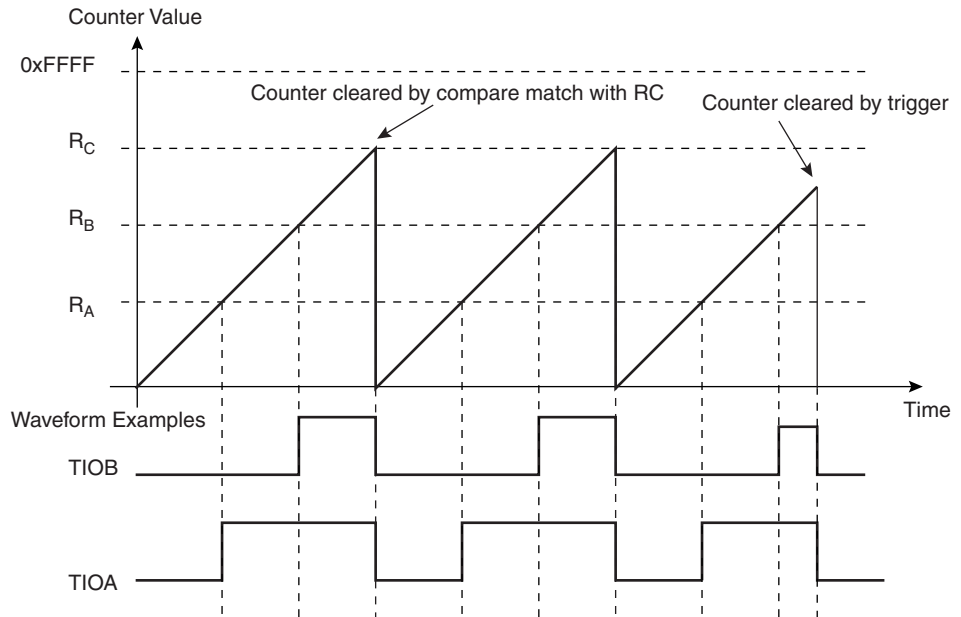 Counter Value
0xFFFF
Counter cleared by compare match with RC
Counter cleared by trigger
RC
RB
RA
Time
Waveform Examples
TIOB
TIOA